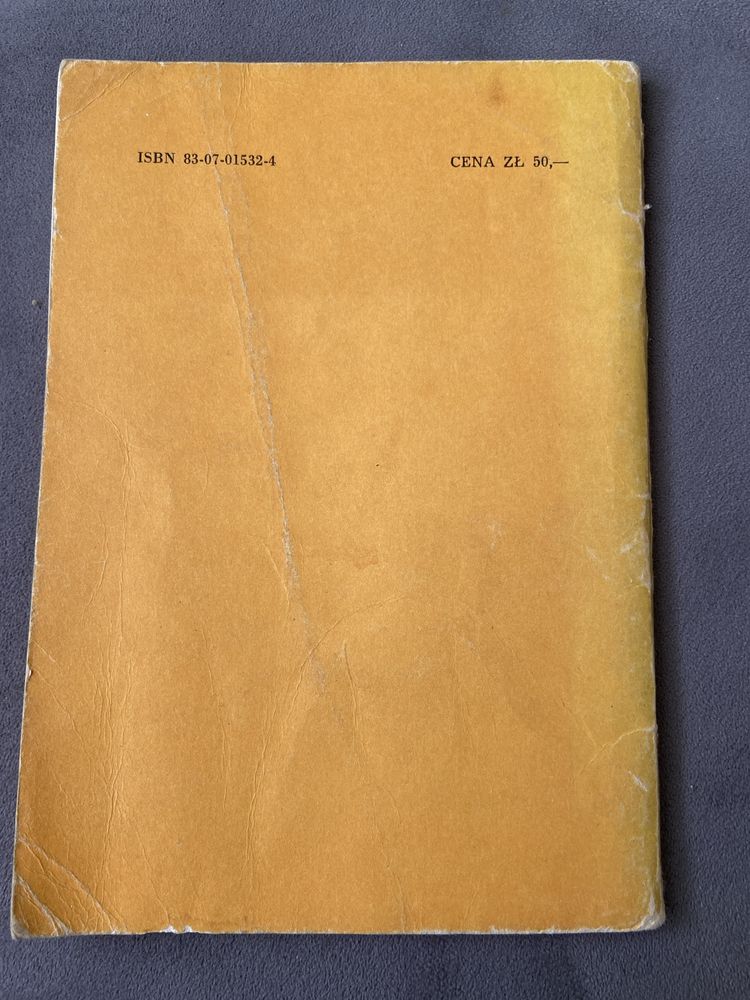 ISBN 83-07-01532-4 CENA ZŁ 50,—